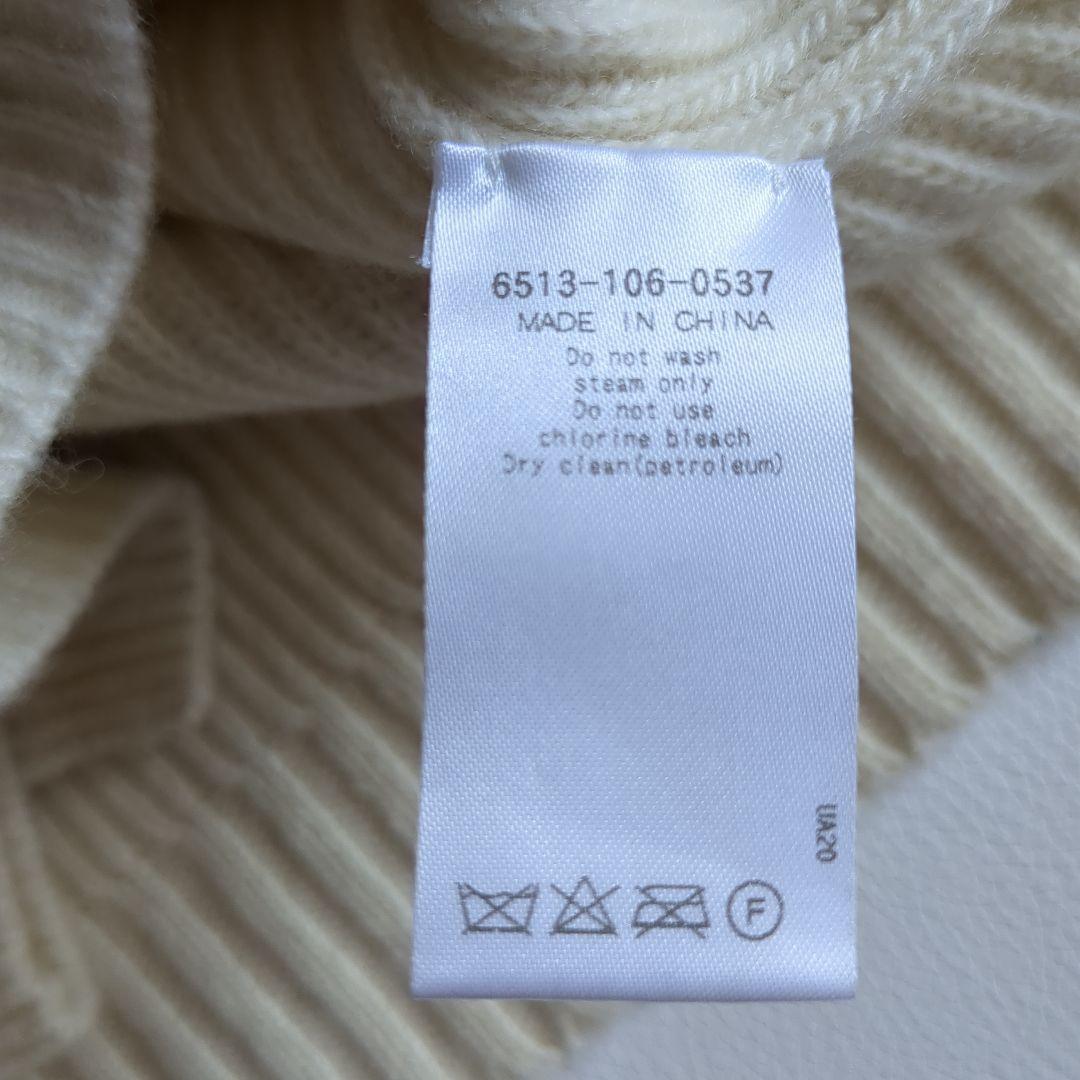 6513-106-0537
MADE IN CHINA
Do not wash
steam only
Do not use
chlorine bleach
Dry clean(petroleum)
UA20
F